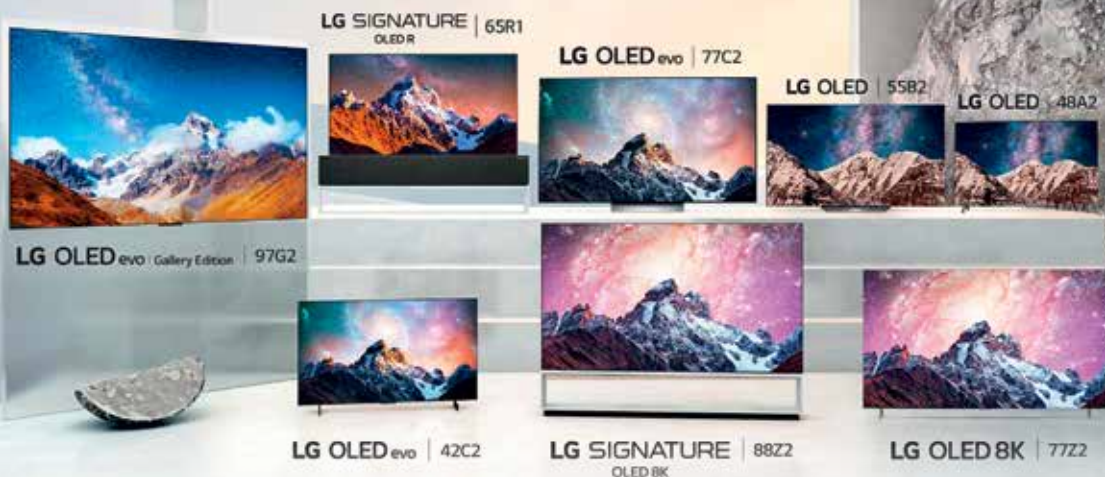 LG SIGNATURE | 65R1
OLED R
LG OLED evo | 77C2
LG OLED | 55B2
LG OLED | 48A2
LG OLED evo Gallery Edition | 97G2
LG OLED evo | 42C2
LG SIGNATURE | 88Z2
OLED 8K
LG OLED 8K | 77Z2